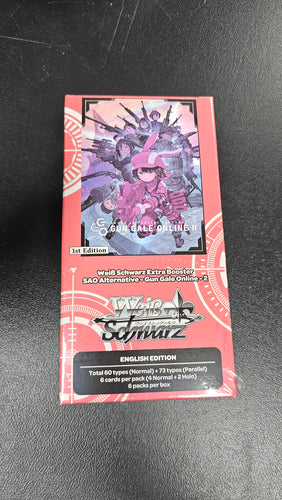 GGO
GUN GALE ONLINE II
1st Edition
Weiß Schwarz Extra Booster
SAO Alternative - Gun Gale Online - 2
Weiß
Schwarz
ENGLISH EDITION
Total 60 types (Normal) + 73 types (Parallel)
6 cards per pack (4 Normal + 2 Holo)
6 packs per box